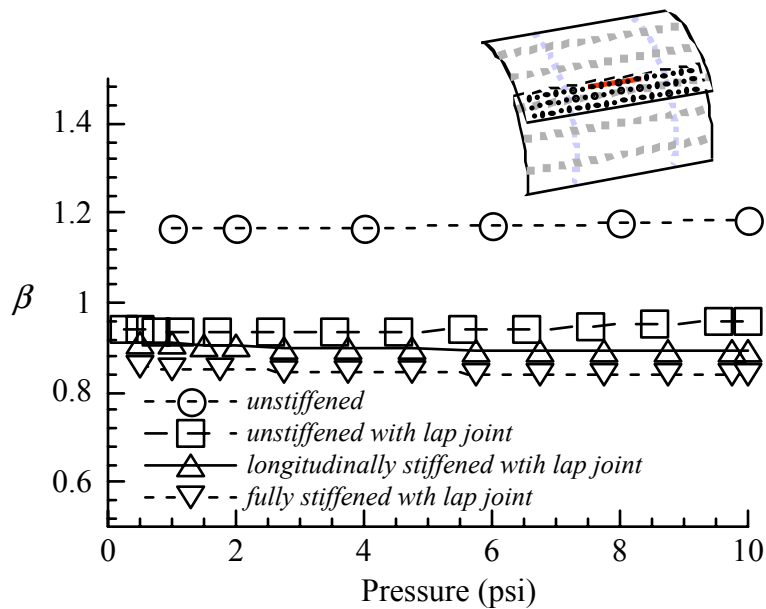 1.4
1.2
1
0.8
0.6
β
unstiffened
unstiffened with lap joint
longitudinally stiffened wtih lap joint
fully stiffened wth lap joint
0 2 4 6 8 10
Pressure (psi)